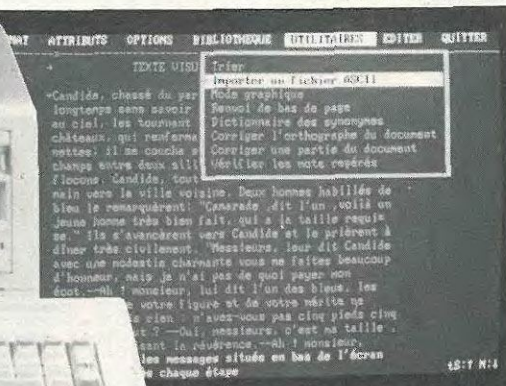 MAT ATTRIBUTS OPTIONS BIBLIOTHEQUE UTILITAIRES EDITER QUITTER
TEXTE VISU
Trier
Importer un fichier ASCII
Mode graphique
Renvoi de bas de page
Dictionnaire des synonymes
Corriger l'orthographe du document
Corriger une partie du document
Vérifier les mots repérés
Candide, chassé du par
longtemps sans savoir
au ciel, les tournant
châteaux, qui renferma
nettes; il se coucha s
champs entre deux sill
flocons. Candide, tout
main vers la ville voisine. Deux hommes habillés de
bleu le remarquèrent: "Camarade ,dit l'un ,voilà un
jeune homme très bien fait, qui a la taille requi
se." Ils s'avancèrent vers Candide et le prièrent à
dîner très civilement. "Messieurs, leur dit Candide
avec une modestie charmante vous me faites beaucoup
d'honneur, mais je n'ai pas de quoi payer mon
écot.--Ah ! monsieur, lui dit l'un des bleus, les
votre figure et de votre mérite ne
rien : n'avez-vous pas cinq pieds cinq
? --Oui, messieurs, c'est ma taille ,
sant la révérence.--Ah ! monsieur,
les messages situés en bas de l'écran
chaque étape